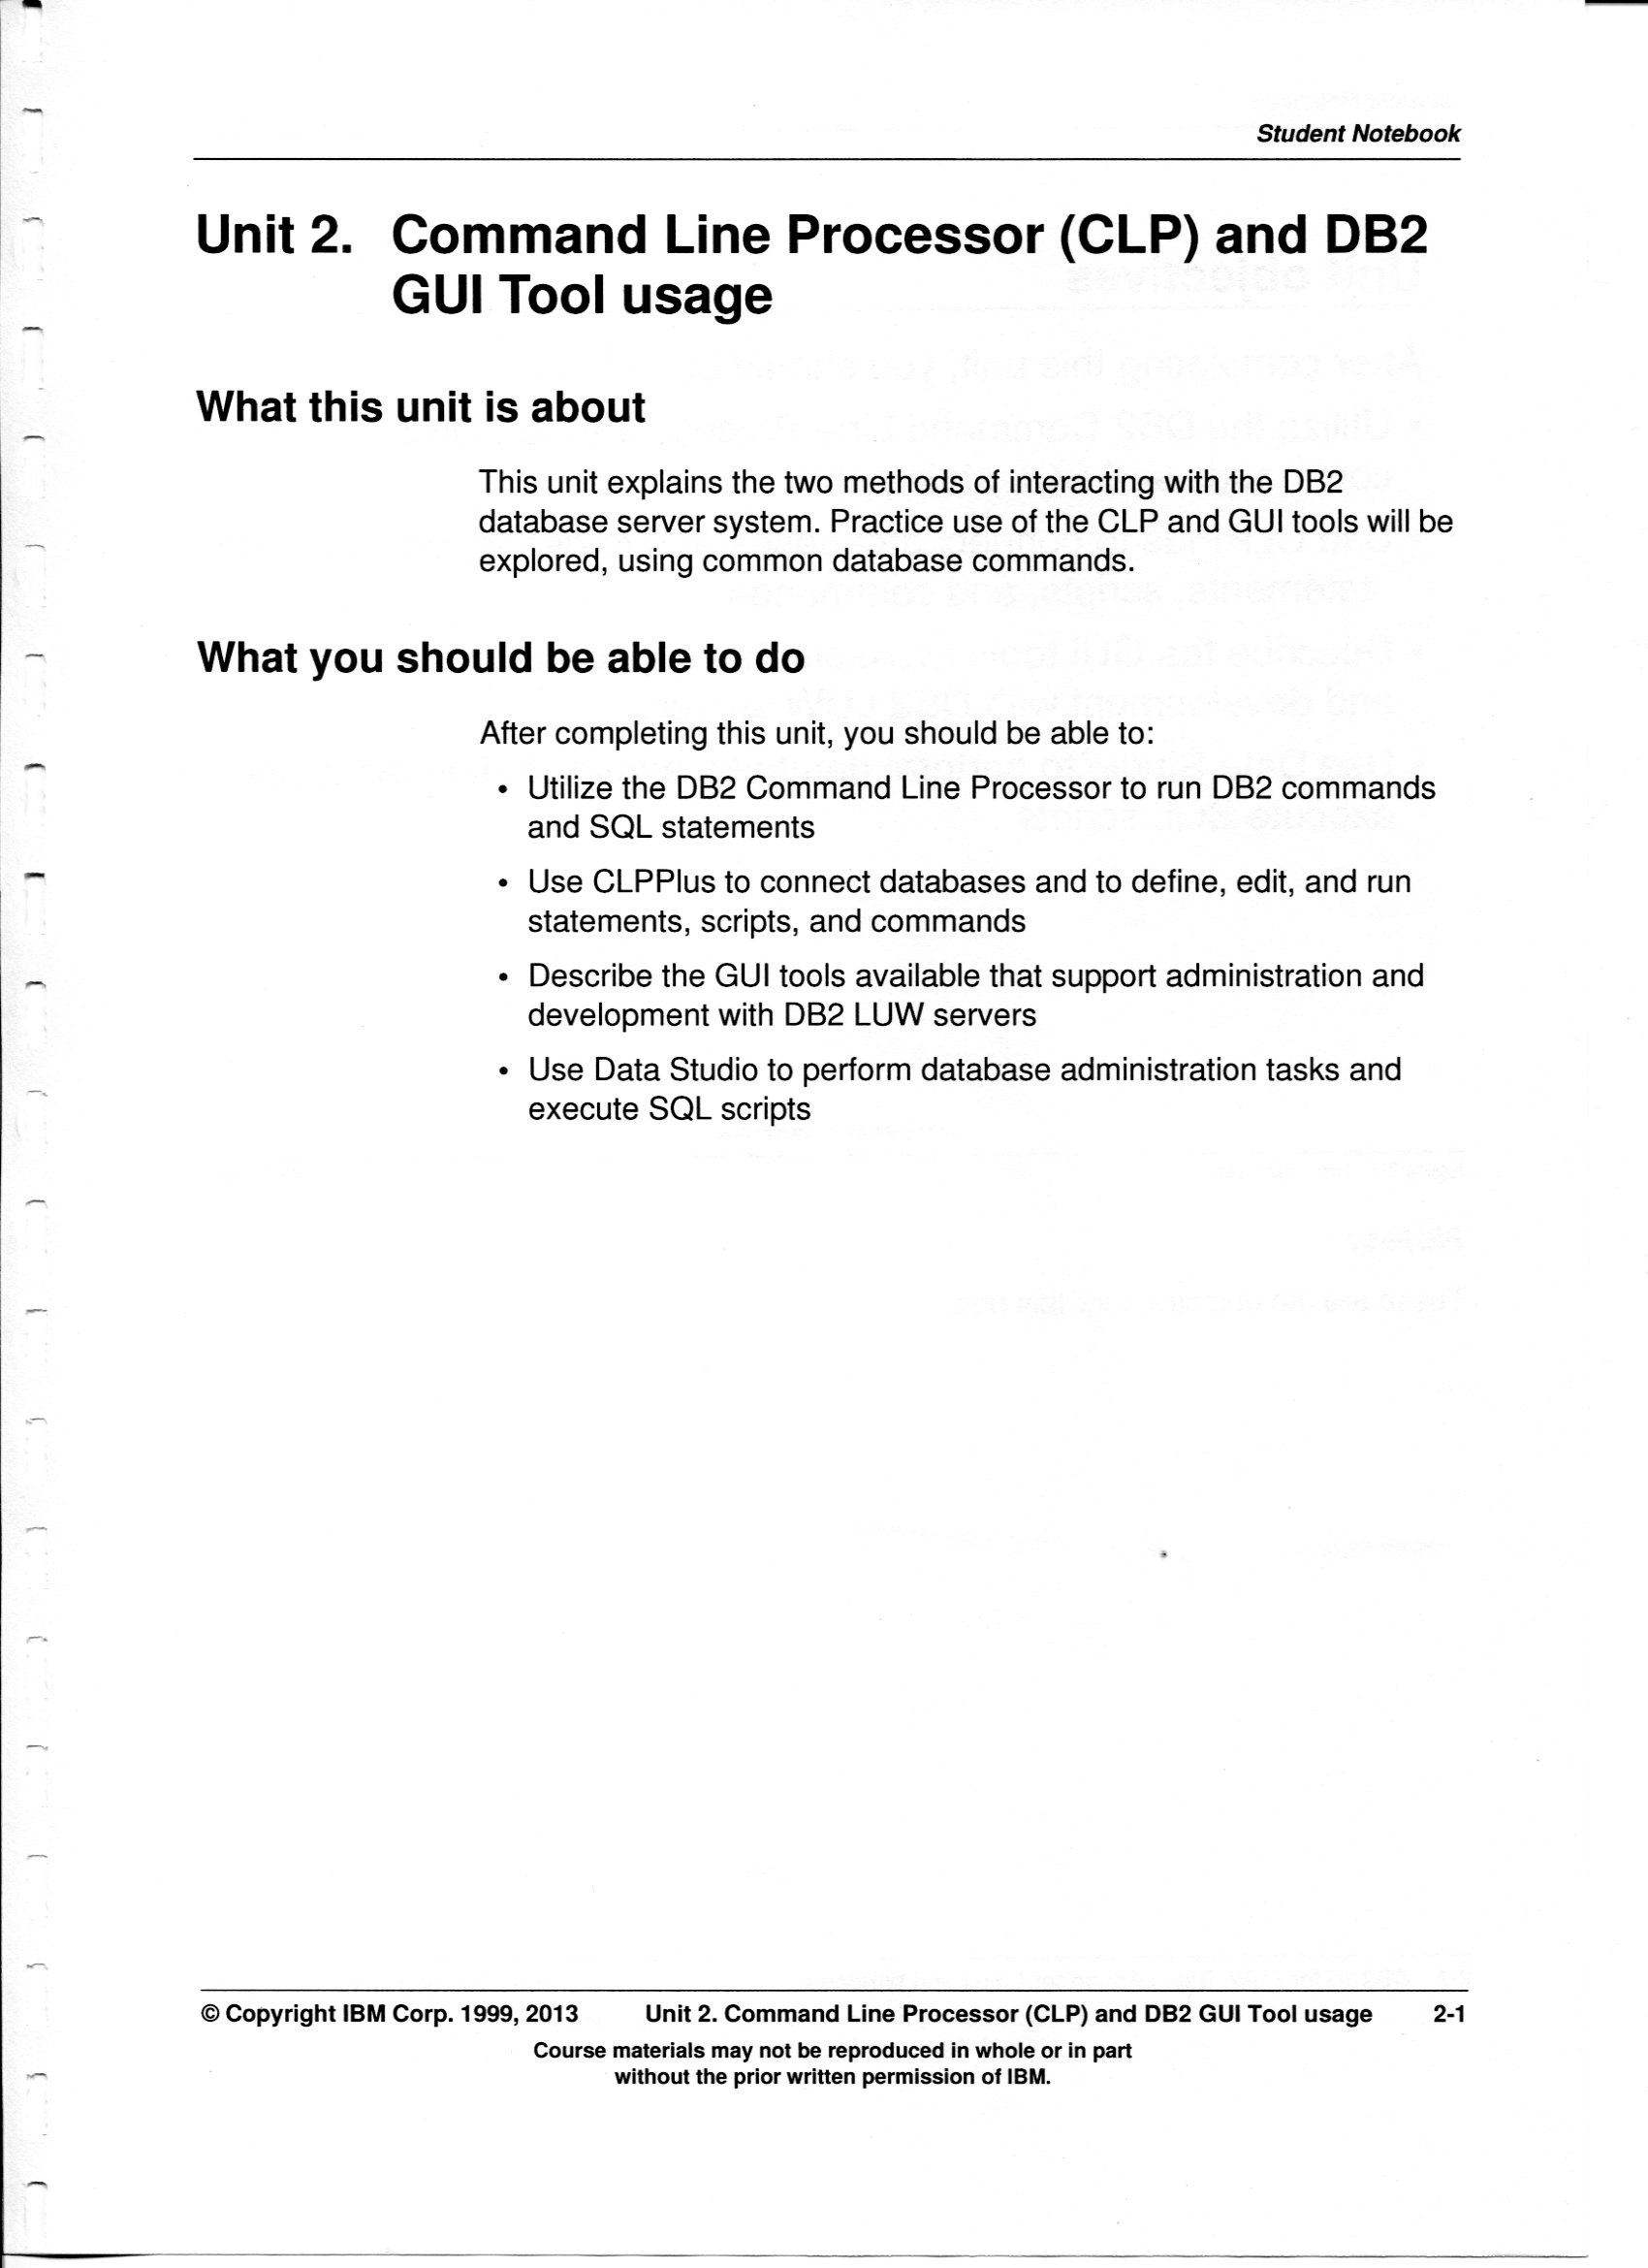 Student Notebook
Unit 2. Command Line Processor (CLP) and DB2
GUI Tool usage
What this unit is about
This unit explains the two methods of interacting with the DB2
database server system. Practice use of the CLP and GUI tools will be
explored, using common database commands.
What you should be able to do
After completing this unit, you should be able to:
• Utilize the DB2 Command Line Processor to run DB2 commands
and SQL statements
• Use CLPPlus to connect databases and to define, edit, and run
statements, scripts, and commands
• Describe the GUI tools available that support administration and
development with DB2 LUW servers
• Use Data Studio to perform database administration tasks and
execute SQL scripts
© Copyright IBM Corp. 1999, 2013 Unit 2. Command Line Processor (CLP) and DB2 GUI Tool usage 2-1
Course materials may not be reproduced in whole or in part
without the prior written permission of IBM.